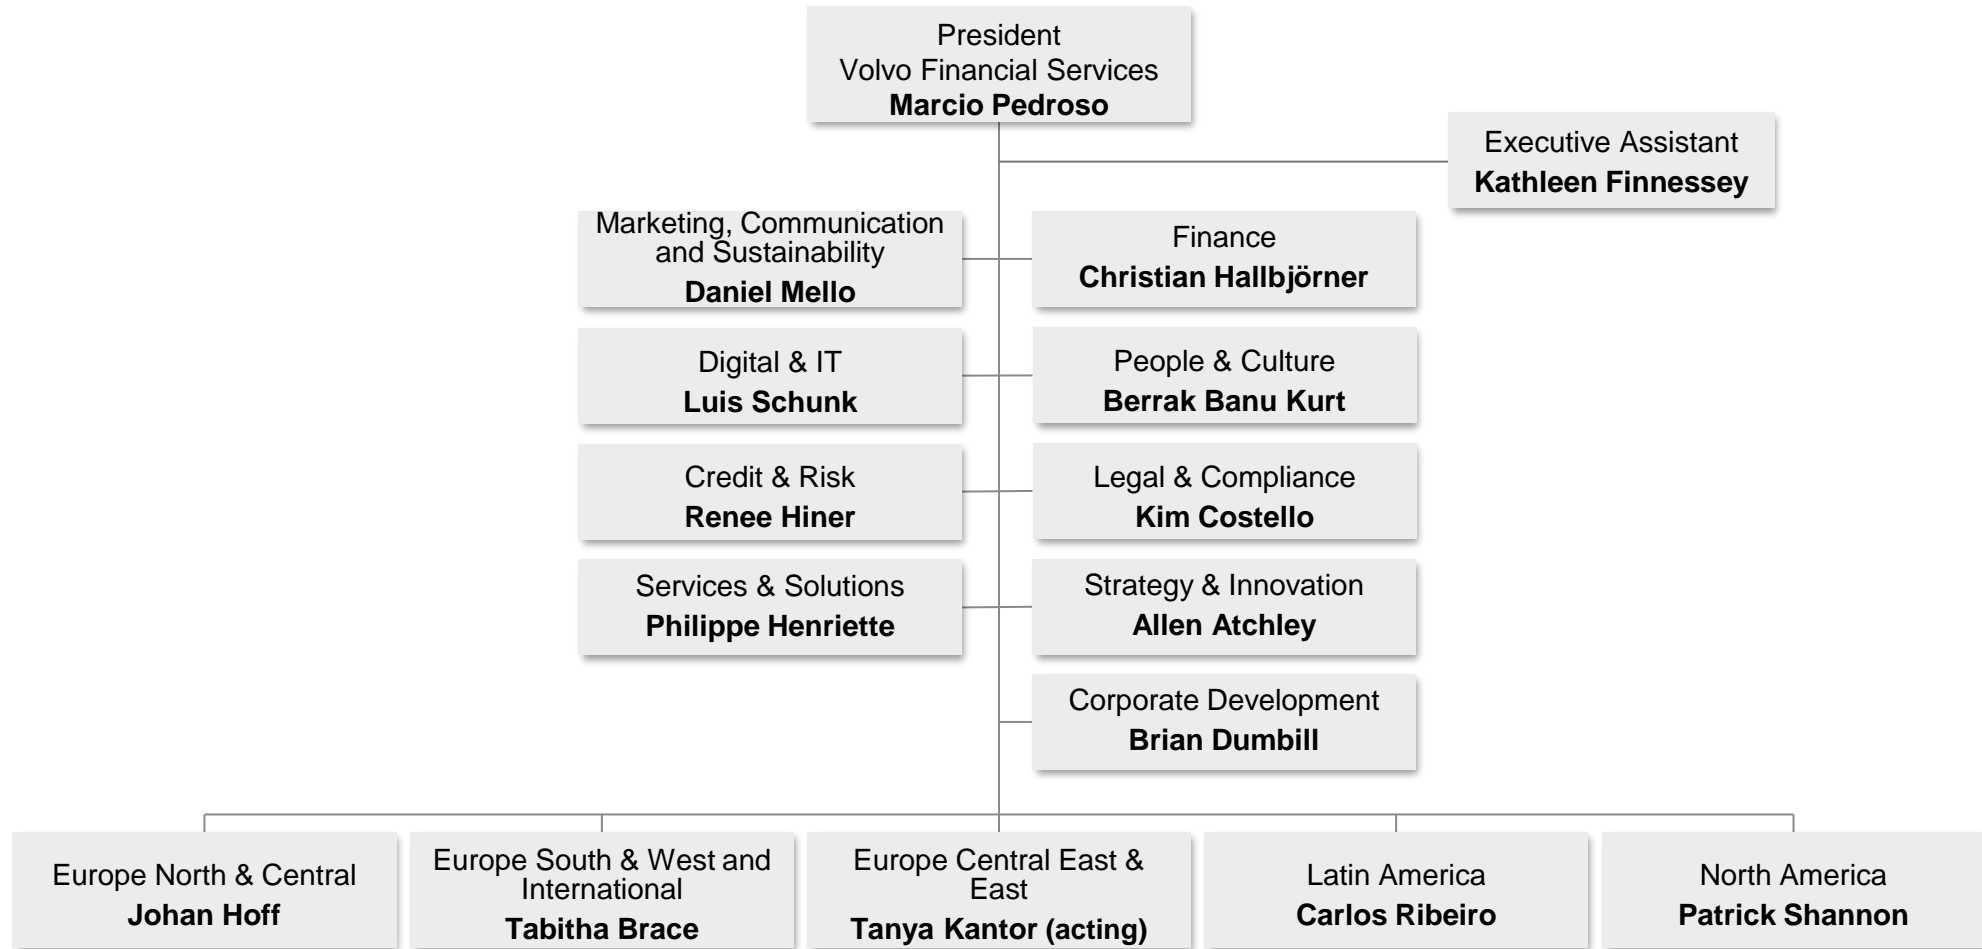 President
Volvo Financial Services
Marcio Pedroso
Executive Assistant
Kathleen Finnessey
Marketing, Communication
and Sustainability
Daniel Mello
Finance
Christian Hallbjörner
Digital & IT
Luis Schunk
People & Culture
Berrak Banu Kurt
Credit & Risk
Renee Hiner
Legal & Compliance
Kim Costello
Services & Solutions
Philippe Henriette
Strategy & Innovation
Allen Atchley
Corporate Development
Brian Dumbill
Europe North & Central
Johan Hoff
Europe South & West and
International
Tabitha Brace
Europe Central East &
East
Tanya Kantor (acting)
Latin America
Carlos Ribeiro
North America
Patrick Shannon